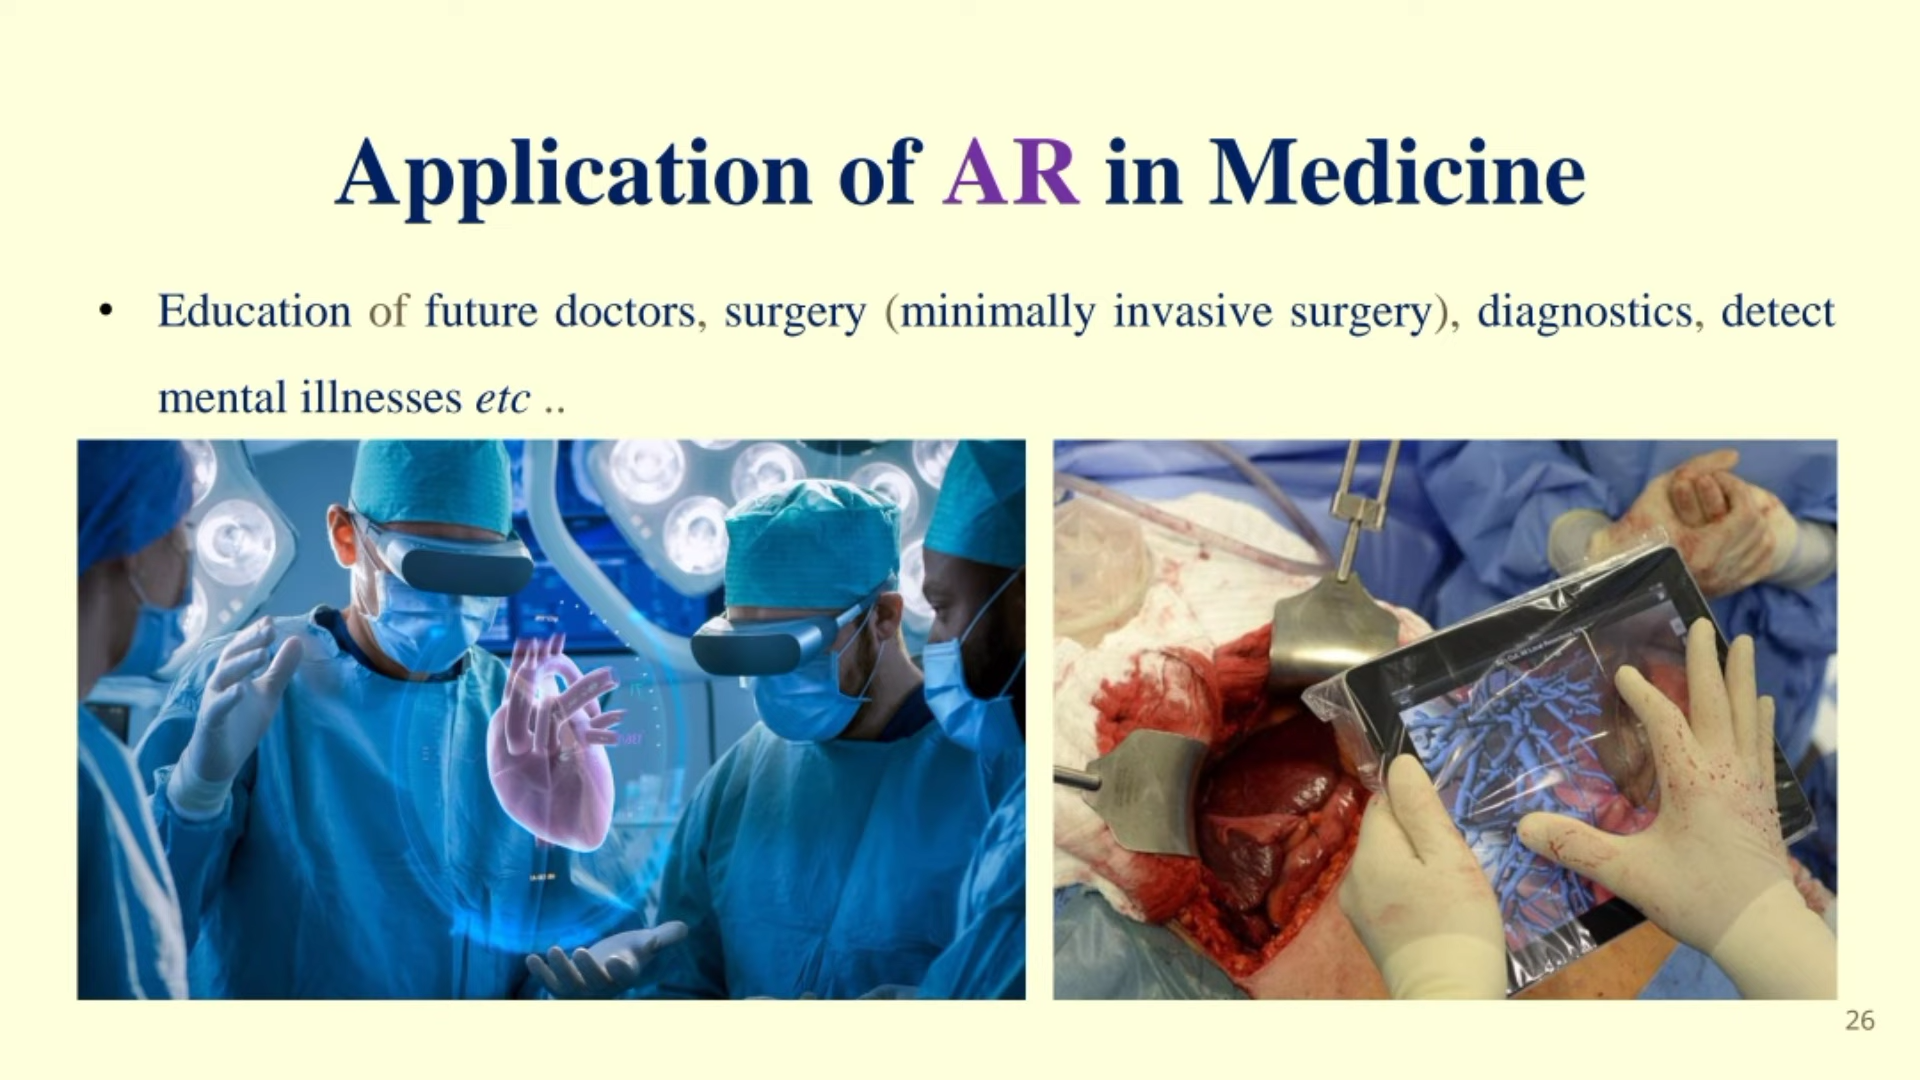 Application of AR in Medicine
• Education of future doctors, surgery (minimally invasive surgery), diagnostics, detect
mental illnesses etc ..
26